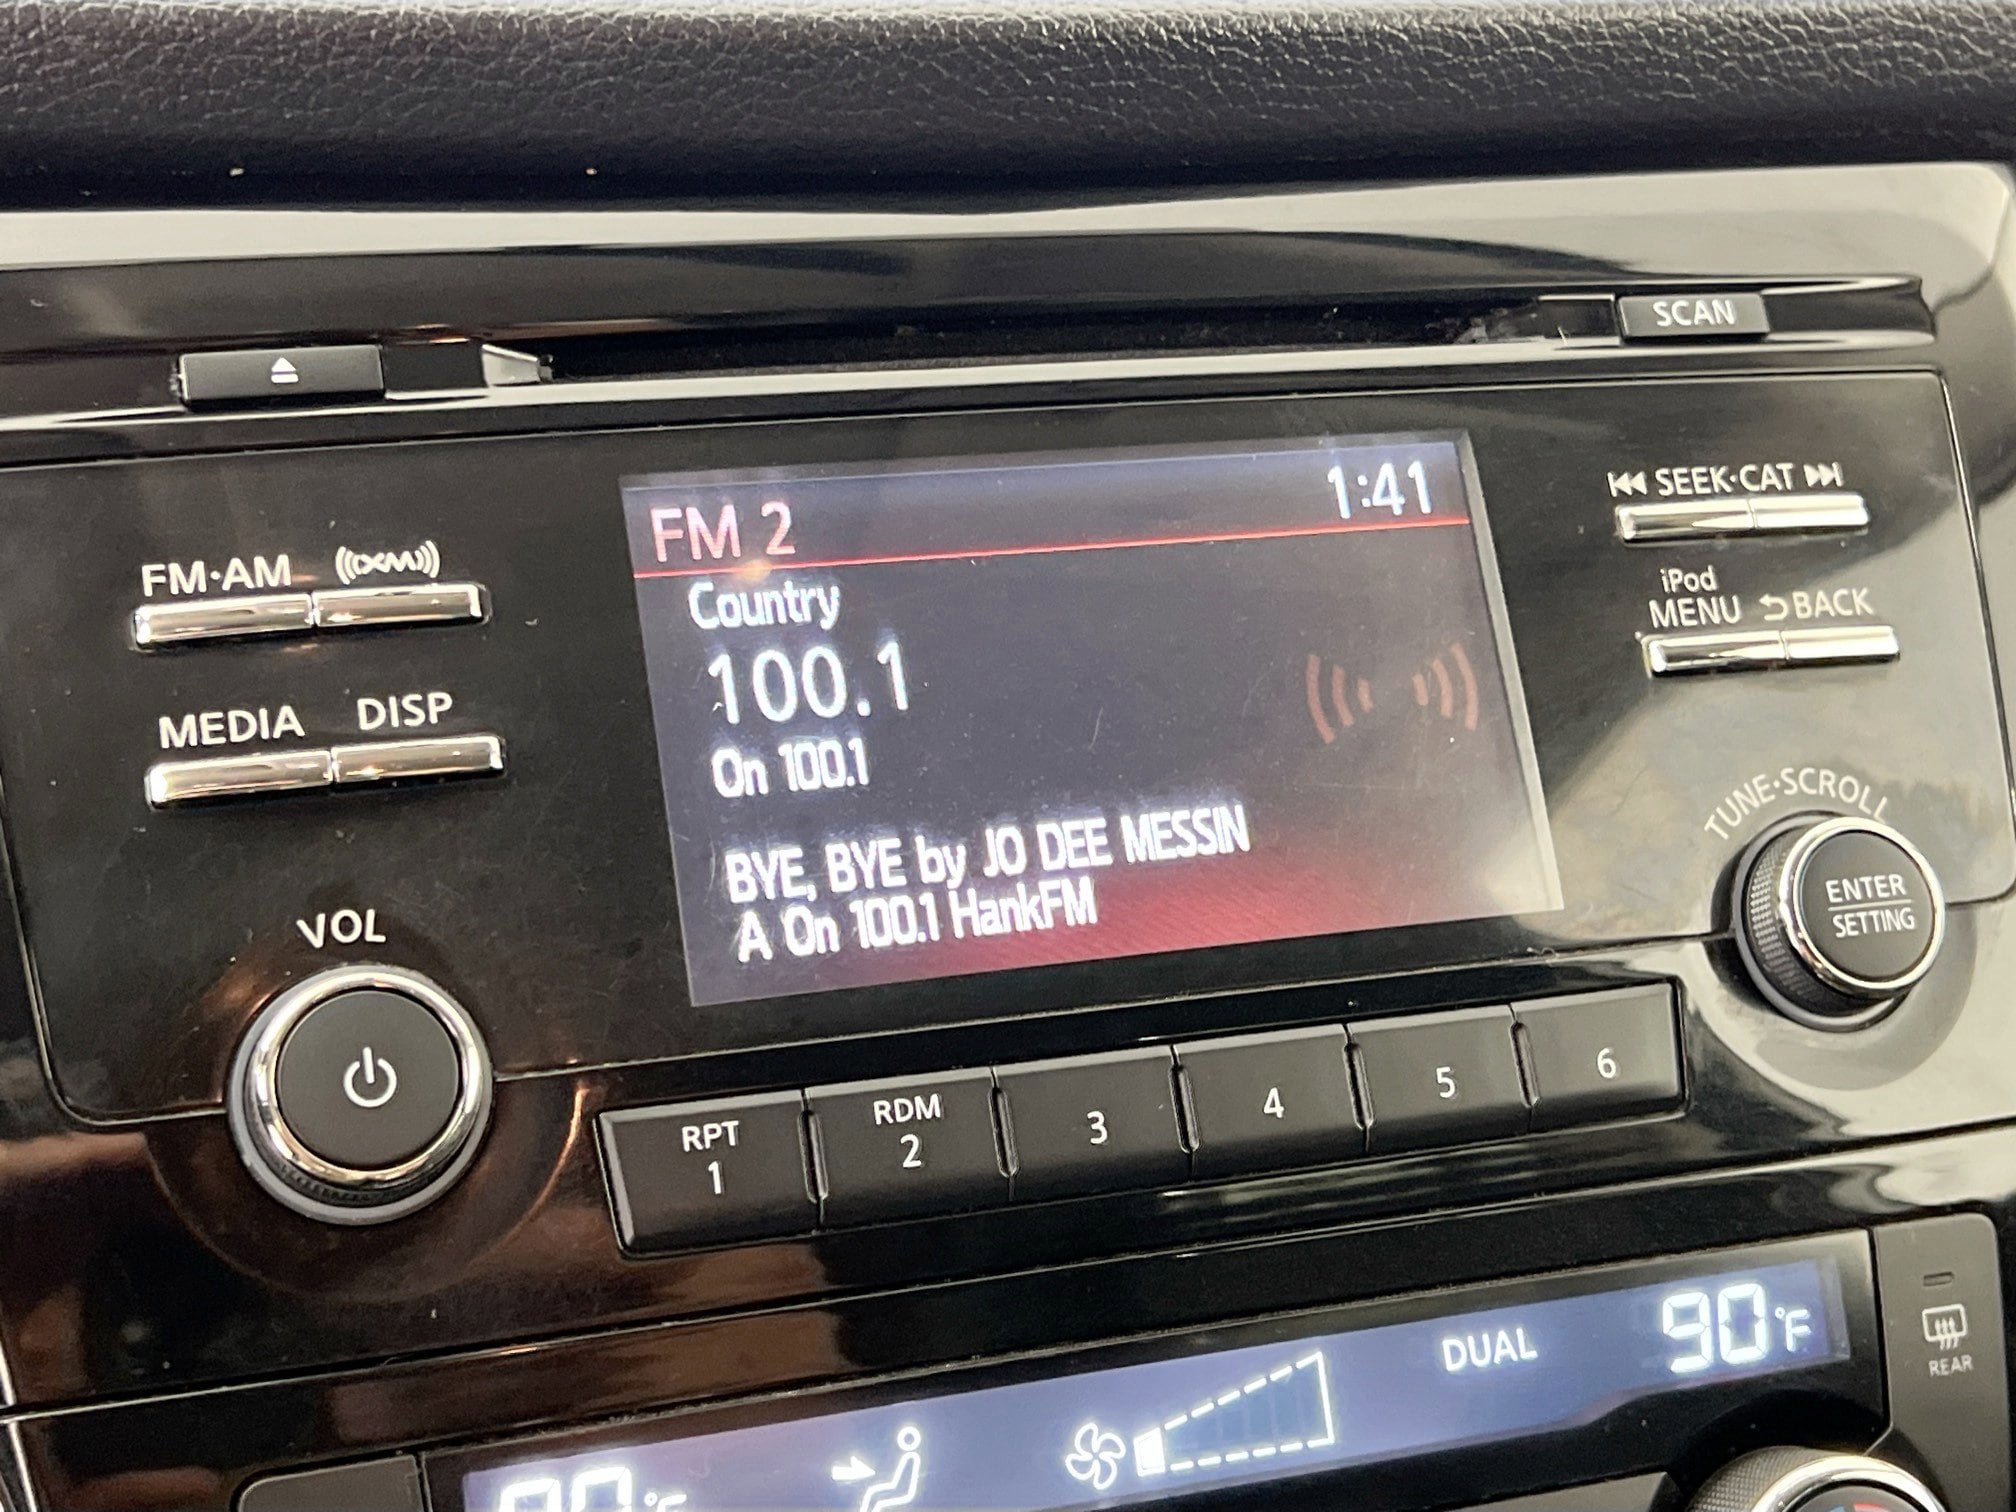 SCAN
FM·AM XM
MEDIA DISP
VOL
FM 2 1:41
Country
100.1
On 100.1
BYE, BYE by JO DEE MESSIN
A On 100.1 HankFM
SEEK·CAT
iPod
MENU BACK
TUNE·SCROLL
ENTER
SETTING
RPT
1
RDM
2
3
4
5
6
DUAL 90°F
REAR
90°F